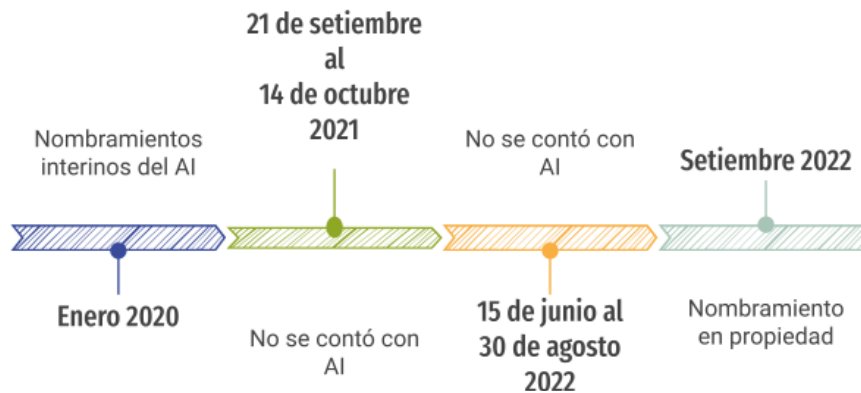 Nombramientos
interinos del AI
Enero 2020
21 de setiembre
al
14 de octubre
2021
No se contó con
AI
No se contó con
AI
15 de junio al
30 de agosto
2022
Setiembre 2022
Nombramiento
en propiedad